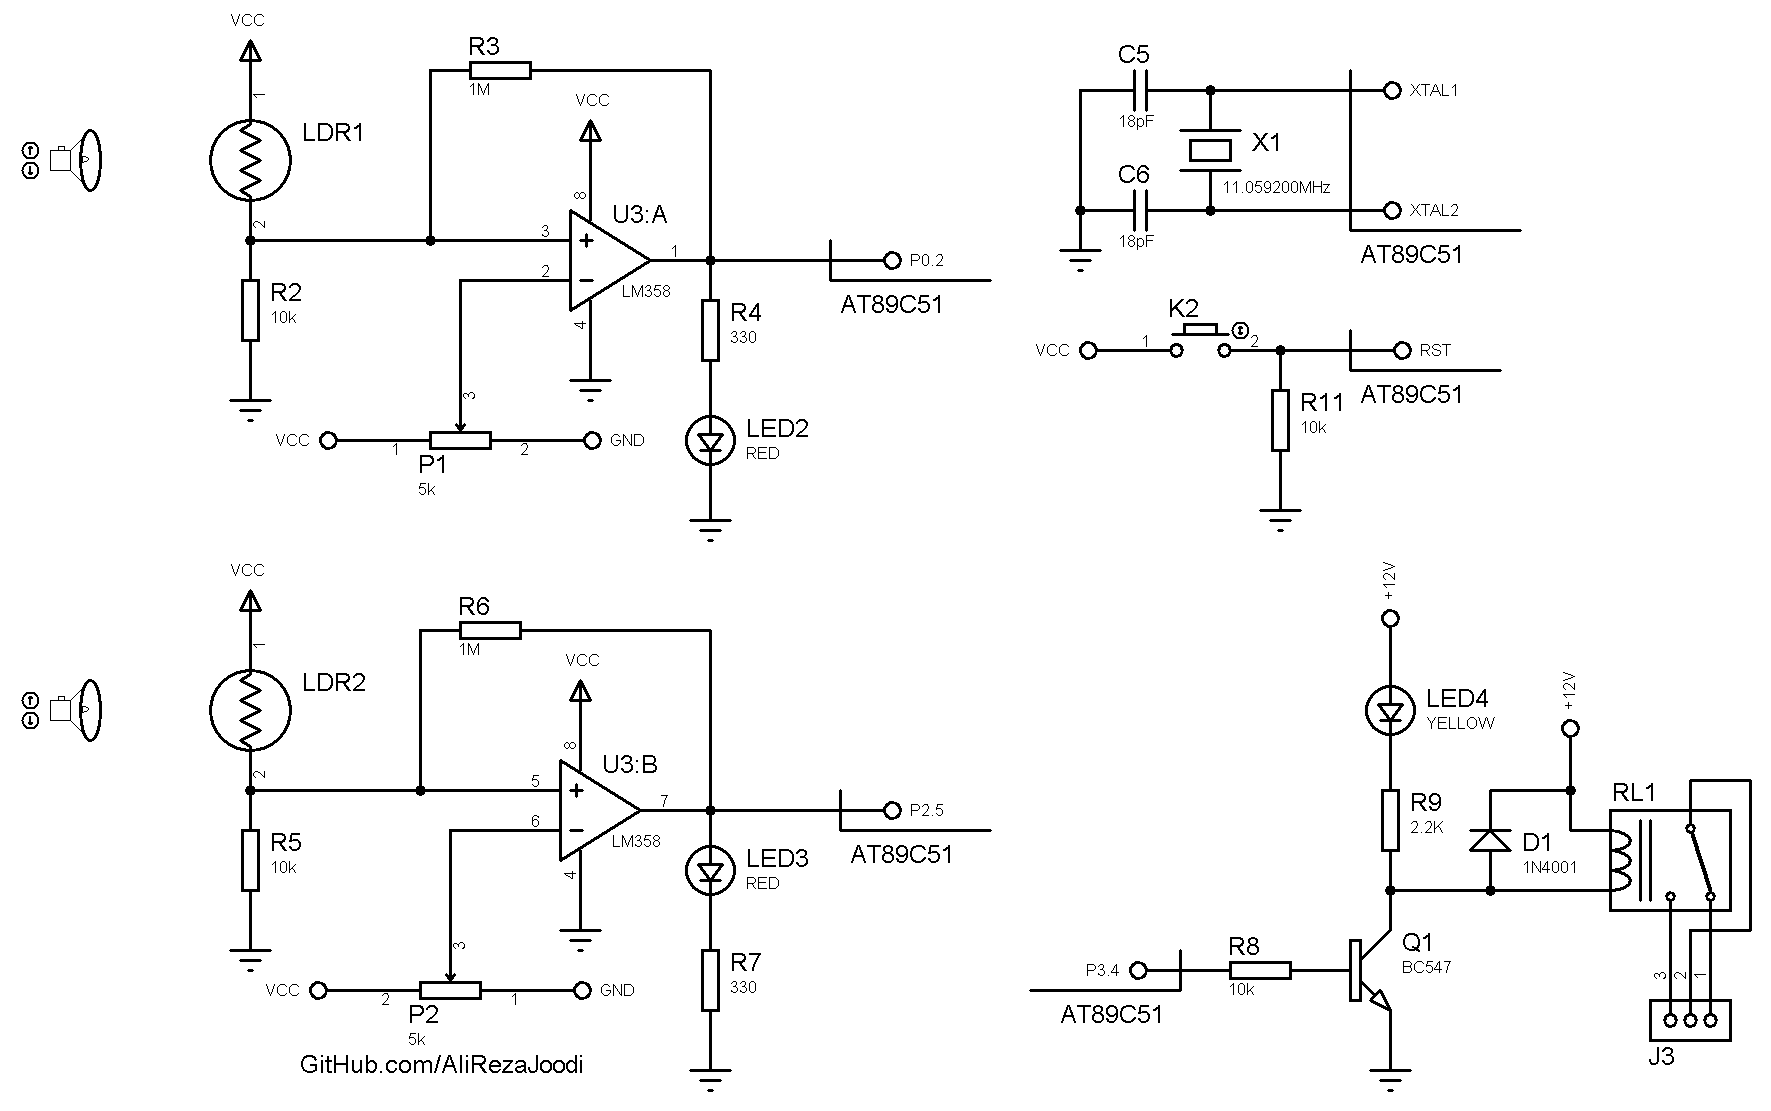 VCC
1
LDR1
2
R2
10k
R3
1M
VCC
8
U3:A
3
+
2
−
1
LM358
4
P0.2
AT89C51
R4
330
LED2
RED
3
VCC
1
2
GND
P1
5k
C5
18pF
XTAL1
X1
11.059200MHz
C6
18pF
XTAL2
AT89C51
K2
VCC
1
2
RST
AT89C51
R11
10k
VCC
1
LDR2
2
R5
10k
R6
1M
VCC
8
U3:B
5
+
6
−
7
LM358
4
P2.5
AT89C51
LED3
RED
R7
330
3
VCC
2
1
GND
P2
5k
GitHub.com/AliRezaJoodi
+12V
LED4
YELLOW
R9
2.2K
+12V
D1
1N4001
RL1
Q1
BC547
P3.4
R8
10k
AT89C51
3
2
1
J3